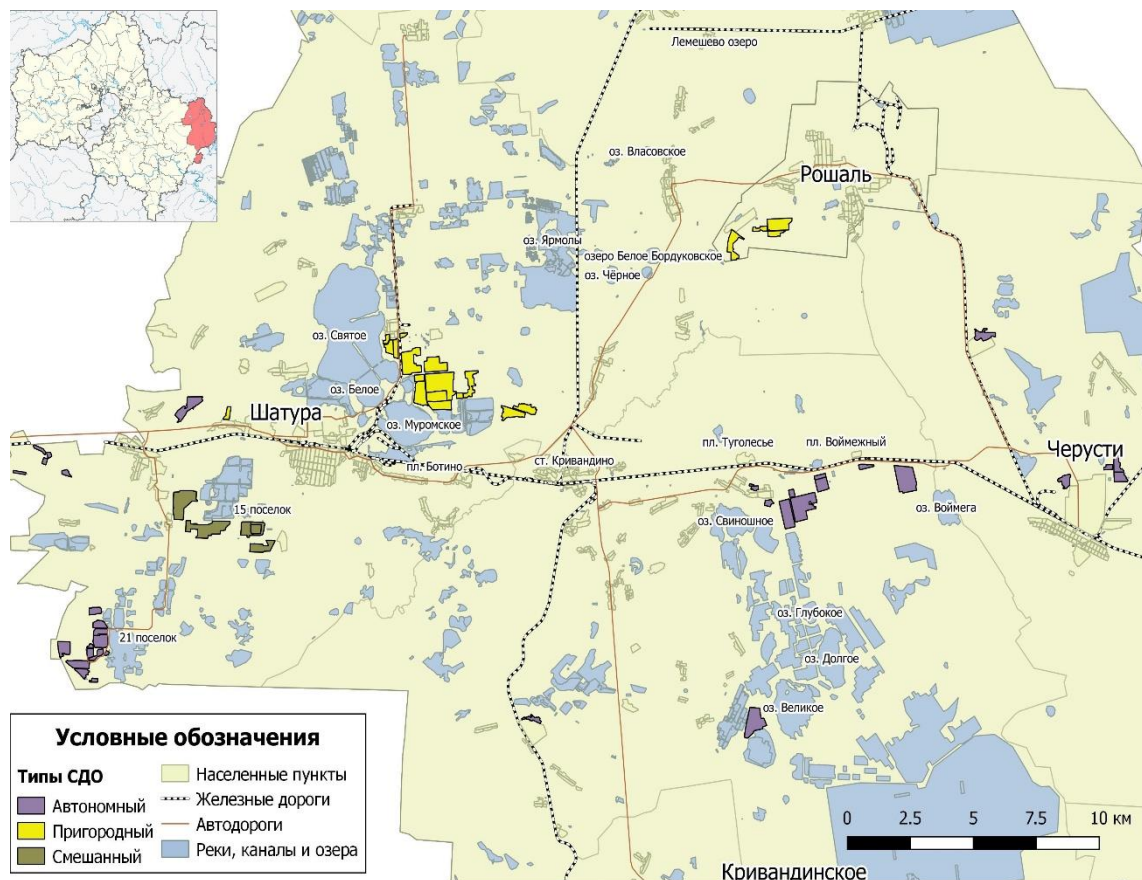 Лемешево озеро
оз. Власовское
Рошаль
оз. Ярмолы
озеро Белое Бордуковское
оз. Чёрное
оз. Святое
оз. Белое
Шатура
оз. Муромское
пл. Ботино
ст. Кривандино
пл. Туголесье
пл. Воймежный
Черусти
15 поселок
оз. Свиношное
оз. Воймега
21 поселок
оз. Глубокое
оз. Долгое
оз. Великое
Условные обозначения
Типы СДО
Автономный
Пригородный
Смешанный
Населенные пункты
Железные дороги
Автодороги
Реки, каналы и озера
0 2.5 5 7.5 10 км
Кривандинское